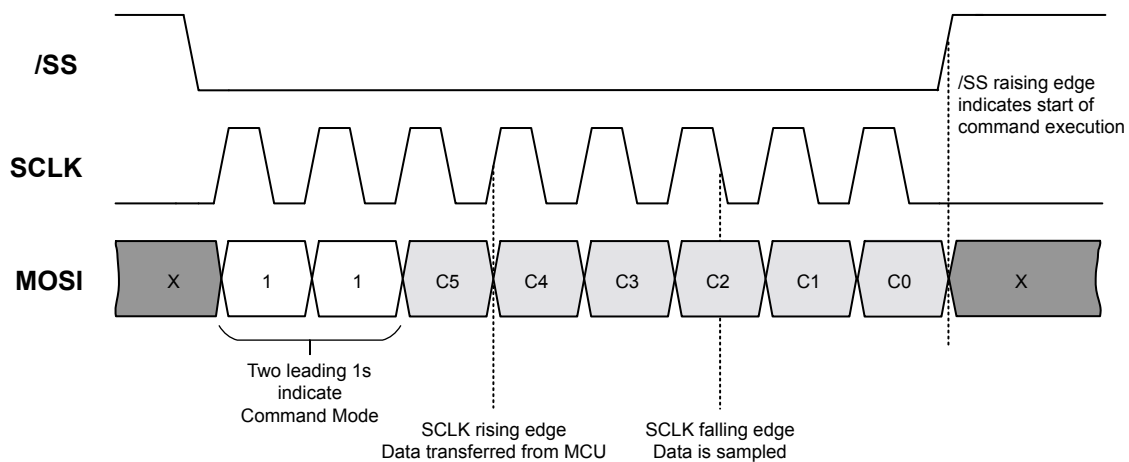 /SS
/SS raising edge
indicates start of
command execution
SCLK
MOSI
X 1 1 C5 C4 C3 C2 C1 C0 X
Two leading 1s
indicate
Command Mode
SCLK rising edge
Data transferred from MCU
SCLK falling edge
Data is sampled